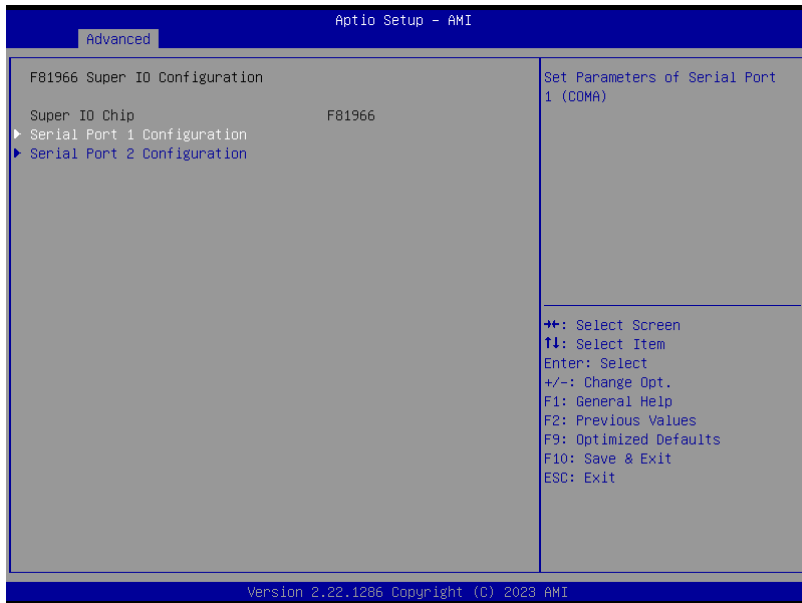 Aptio Setup – AMI
Advanced
F81966 Super IO Configuration
Super IO Chip F81966
Serial Port 1 Configuration
Serial Port 2 Configuration
Set Parameters of Serial Port
1 (COMA)
→←: Select Screen
↑↓: Select Item
Enter: Select
+/-: Change Opt.
F1: General Help
F2: Previous Values
F9: Optimized Defaults
F10: Save & Exit
ESC: Exit
Version 2.22.1286 Copyright (C) 2023 AMI